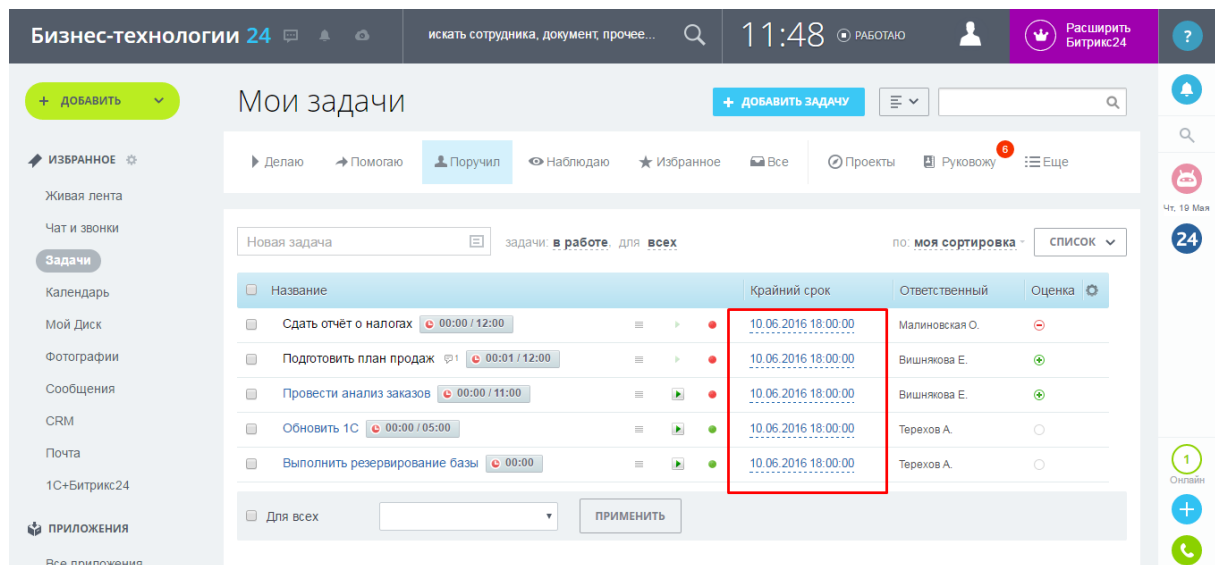 Бизнес-технологии 24
искать сотрудника, документ, прочее...
11:48 РАБОТАЮ
Расширить
Битрикс24
?
+ ДОБАВИТЬ
Мои задачи
+ ДОБАВИТЬ ЗАДАЧУ
ИЗБРАННОЕ
Живая лента
Чат и звонки
Задачи
Календарь
Мой Диск
Фотографии
Сообщения
CRM
Почта
1С+Битрикс24
ПРИЛОЖЕНИЯ
Все приложения
Делаю Помогаю Поручил Наблюдаю Избранное Все Проекты Руковожу 6 Еще
Новая задача задачи: в работе, для всех по: моя сортировка СПИСОК
Название Крайний срок Ответственный Оценка
Сдать отчёт о налогах 00:00 / 12:00 10.06.2016 18:00:00 Малиновская О.
Подготовить план продаж 1 00:01 / 12:00 10.06.2016 18:00:00 Вишнякова Е.
Провести анализ заказов 00:00 / 11:00 10.06.2016 18:00:00 Вишнякова Е.
Обновить 1С 00:00 / 05:00 10.06.2016 18:00:00 Терехов А.
Выполнить резервирование базы 00:00 10.06.2016 18:00:00 Терехов А.
Для всех ПРИМЕНИТЬ
Чт, 19 Мая
24
1
Онлайн
+